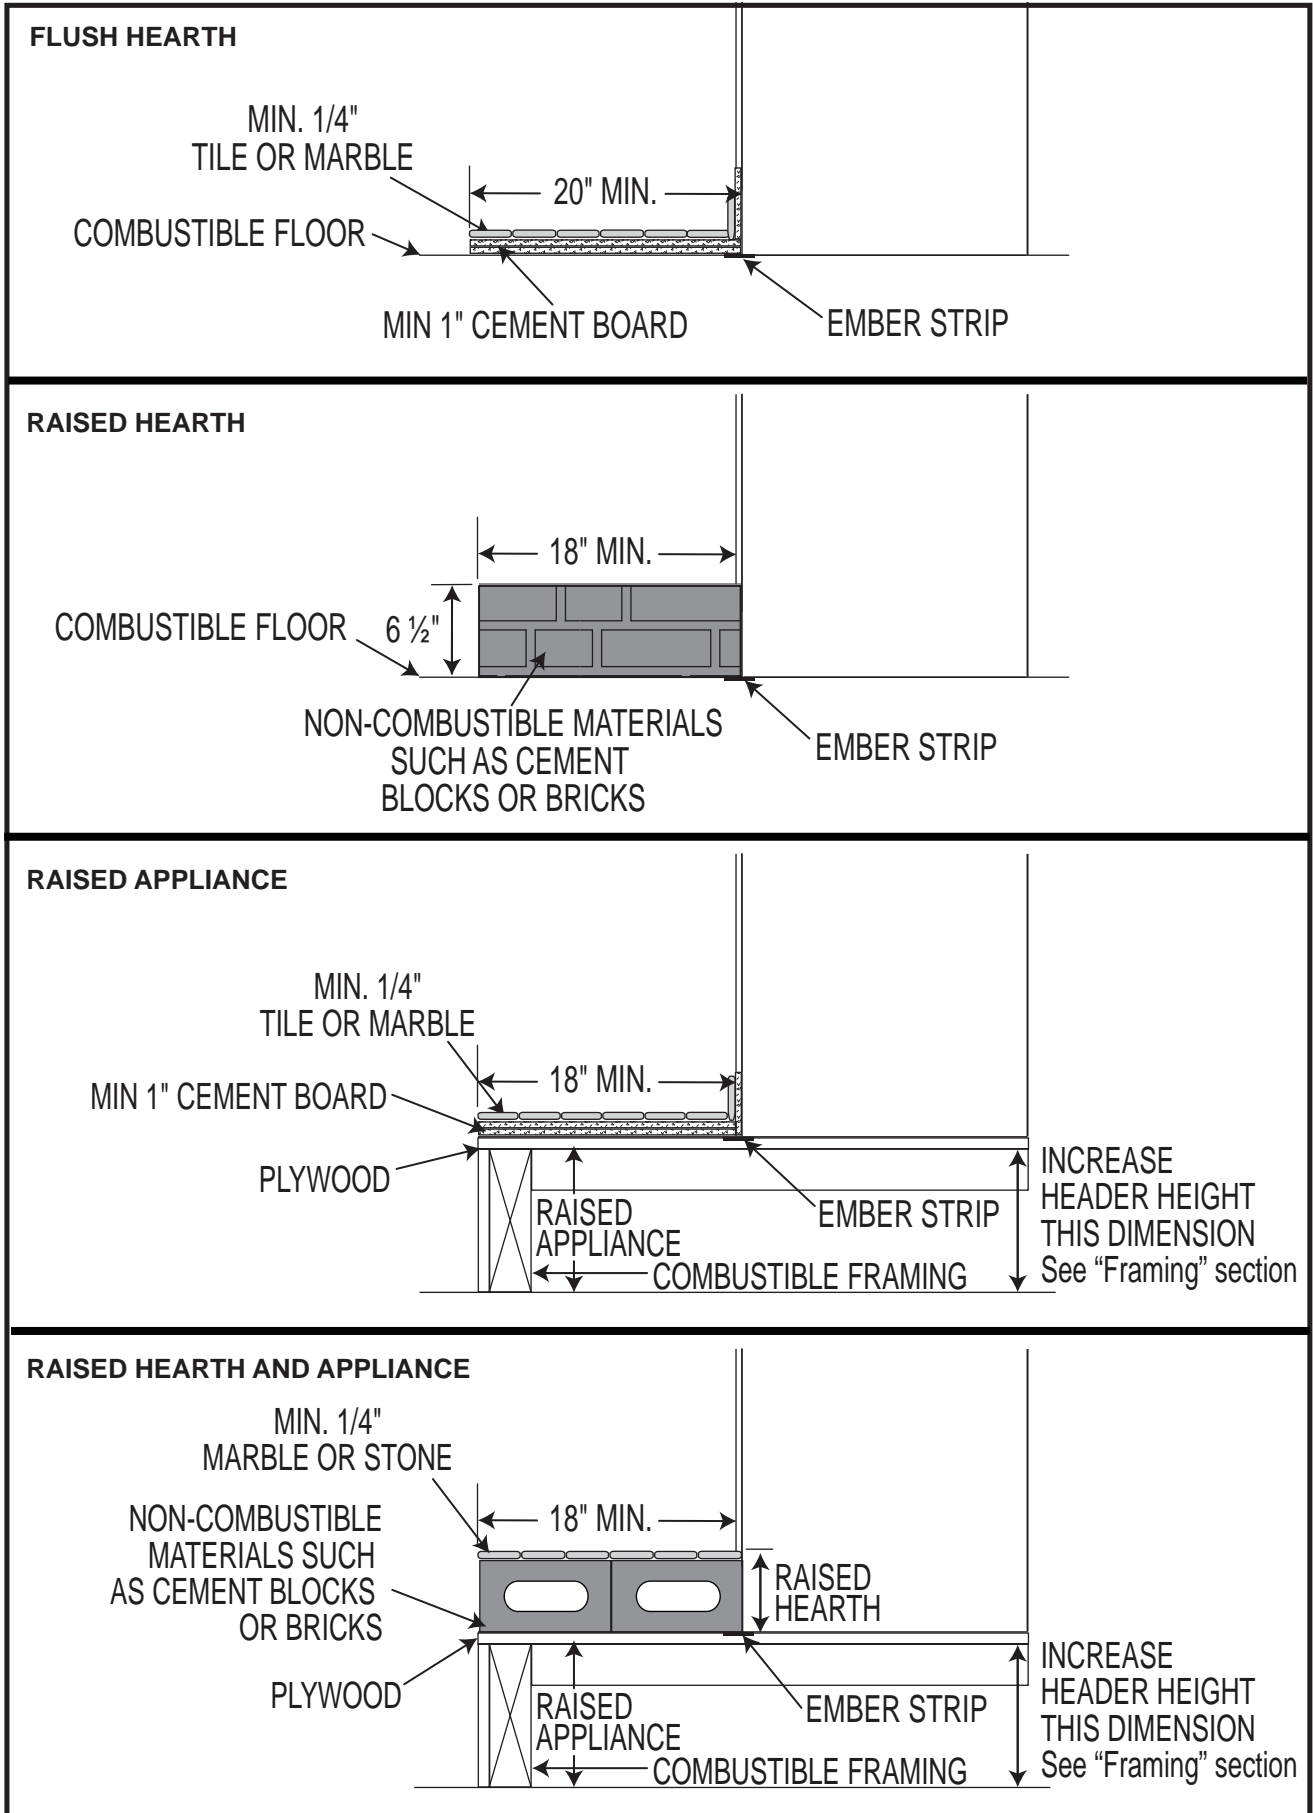 FLUSH HEARTH
MIN. 1/4"
TILE OR MARBLE
20" MIN.
COMBUSTIBLE FLOOR
MIN 1" CEMENT BOARD
EMBER STRIP
RAISED HEARTH
18" MIN.
COMBUSTIBLE FLOOR
6 ½"
NON-COMBUSTIBLE MATERIALS
SUCH AS CEMENT
BLOCKS OR BRICKS
EMBER STRIP
RAISED APPLIANCE
MIN. 1/4"
TILE OR MARBLE
18" MIN.
MIN 1" CEMENT BOARD
PLYWOOD
RAISED
APPLIANCE
EMBER STRIP
COMBUSTIBLE FRAMING
INCREASE
HEADER HEIGHT
THIS DIMENSION
See “Framing” section
RAISED HEARTH AND APPLIANCE
MIN. 1/4"
MARBLE OR STONE
18" MIN.
NON-COMBUSTIBLE
MATERIALS SUCH
AS CEMENT BLOCKS
OR BRICKS
RAISED
HEARTH
PLYWOOD
RAISED
APPLIANCE
EMBER STRIP
COMBUSTIBLE FRAMING
INCREASE
HEADER HEIGHT
THIS DIMENSION
See “Framing” section